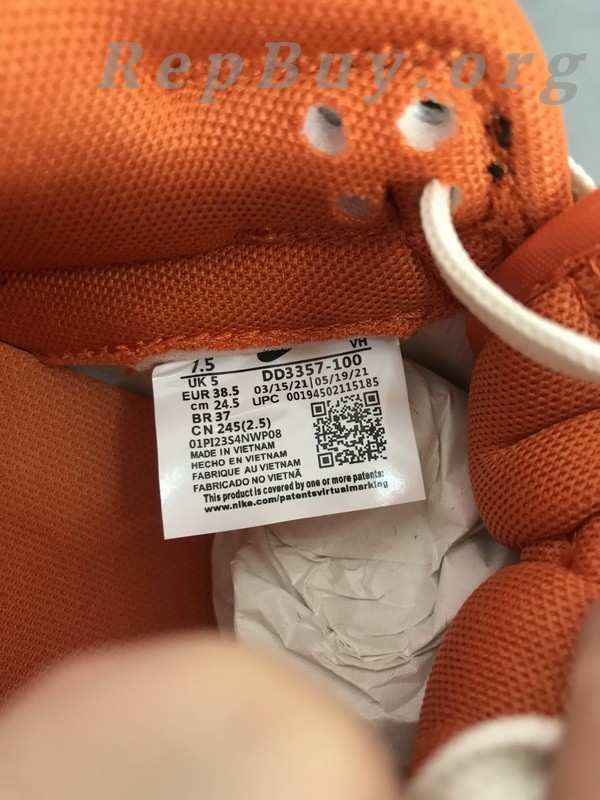 RepBuy.org
7.5 VH
UK 5 DD3357-100
EUR 38.5 03/15/21|05/19/21
cm 24.5 UPC 00194502115185
BR 37
CN 245(2.5)
01PI23S4NWP08
MADE IN VIETNAM
HECHO EN VIETNAM
FABRIQUE AU VIETNAM
FABRICADO NO VIETNÃ
This product is covered by one or more patents:
www.nike.com/patentsvirtualmarking